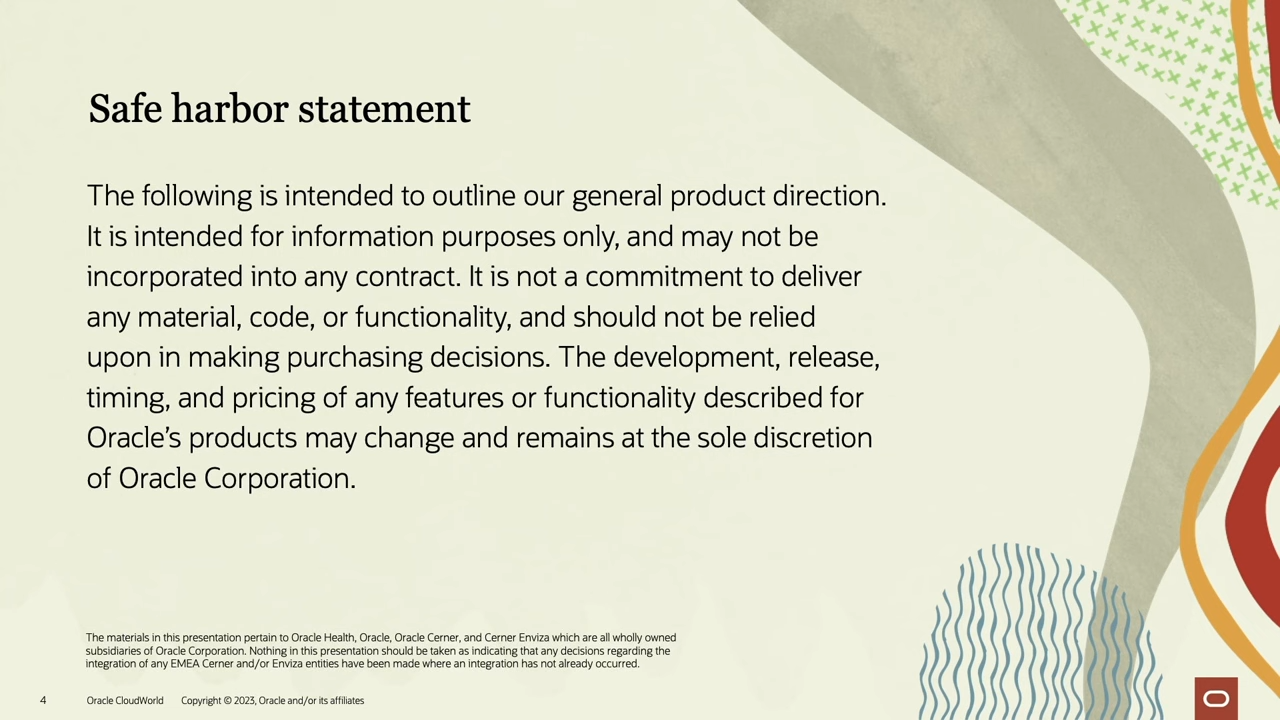 Safe harbor statement
The following is intended to outline our general product direction.
It is intended for information purposes only, and may not be
incorporated into any contract. It is not a commitment to deliver
any material, code, or functionality, and should not be relied
upon in making purchasing decisions. The development, release,
timing, and pricing of any features or functionality described for
Oracle’s products may change and remains at the sole discretion
of Oracle Corporation.
The materials in this presentation pertain to Oracle Health, Oracle, Oracle Cerner, and Cerner Enviza which are all wholly owned
subsidiaries of Oracle Corporation. Nothing in this presentation should be taken as indicating that any decisions regarding the
integration of any EMEA Cerner and/or Enviza entities have been made where an integration has not already occurred.
4 Oracle CloudWorld Copyright © 2023, Oracle and/or its affiliates